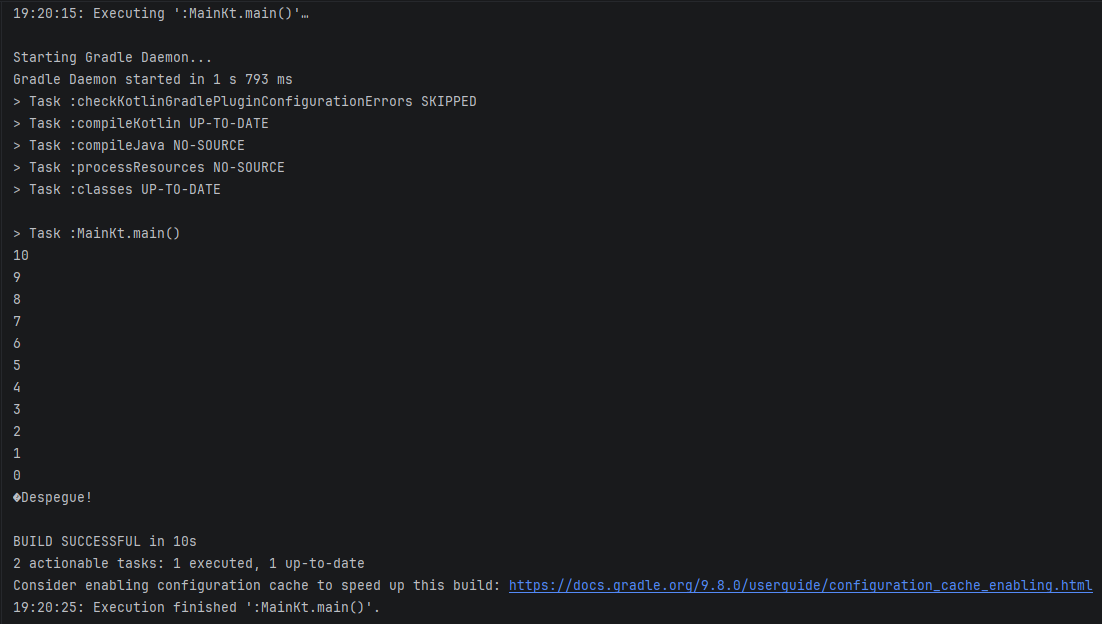 19:20:15: Executing ':MainKt.main()'…
Starting Gradle Daemon...
Gradle Daemon started in 1 s 793 ms
> Task :checkKotlinGradlePluginConfigurationErrors SKIPPED
> Task :compileKotlin UP-TO-DATE
> Task :compileJava NO-SOURCE
> Task :processResources NO-SOURCE
> Task :classes UP-TO-DATE
> Task :MainKt.main()
10
9
8
7
6
5
4
3
2
1
0
�Despegue!
BUILD SUCCESSFUL in 10s
2 actionable tasks: 1 executed, 1 up-to-date
Consider enabling configuration cache to speed up this build: https://docs.gradle.org/9.8.0/userguide/configuration_cache_enabling.html
19:20:25: Execution finished ':MainKt.main()'.